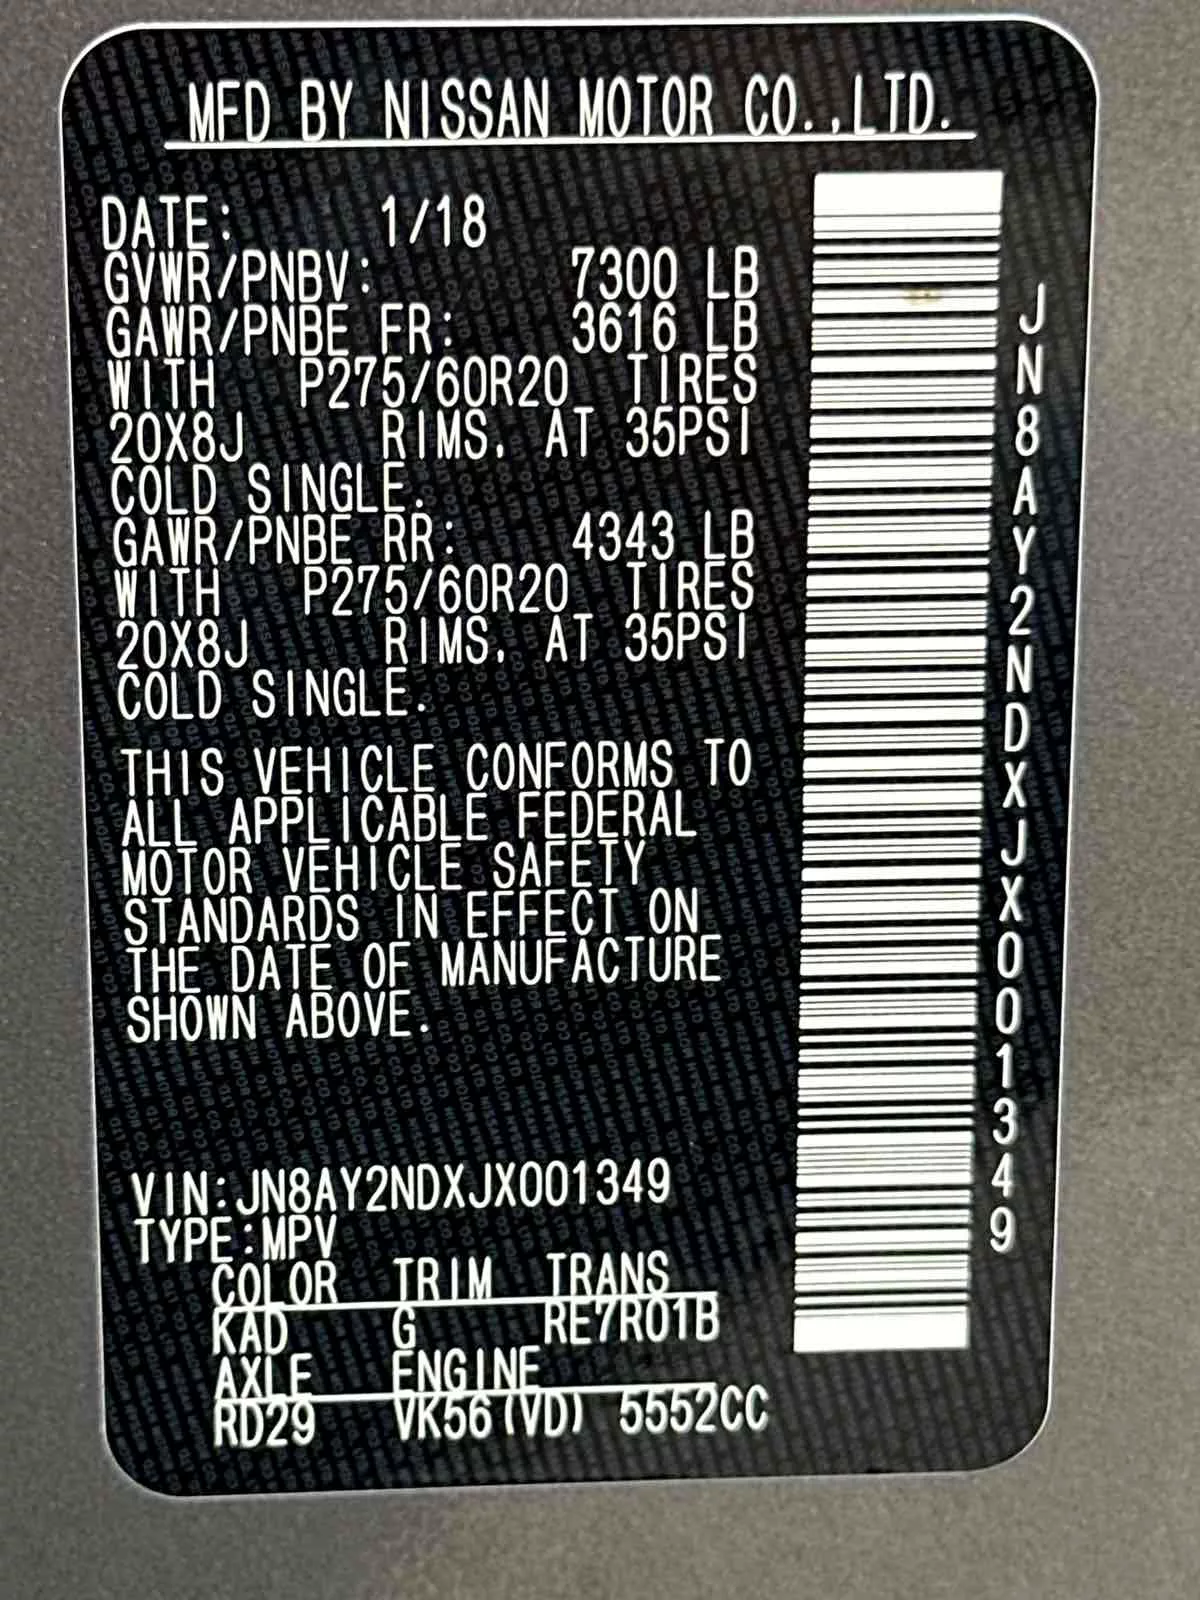 MFD BY NISSAN MOTOR CO.,LTD.
DATE: 1/18
GVWR/PNBV: 7300 LB
GAWR/PNBE FR: 3616 LB
WITH P275/60R20 TIRES
20X8J RIMS. AT 35PSI
COLD SINGLE.
GAWR/PNBE RR: 4343 LB
WITH P275/60R20 TIRES
20X8J RIMS. AT 35PSI
COLD SINGLE.
THIS VEHICLE CONFORMS TO
ALL APPLICABLE FEDERAL
MOTOR VEHICLE SAFETY
STANDARDS IN EFFECT ON
THE DATE OF MANUFACTURE
SHOWN ABOVE.
VIN:JN8AY2NDXJX001349
TYPE:MPV
COLOR TRIM TRANS
KAD G RE7R01B
AXLE ENGINE
RD29 VK56(VD) 5552CC
JN8AY2NDXJX001349